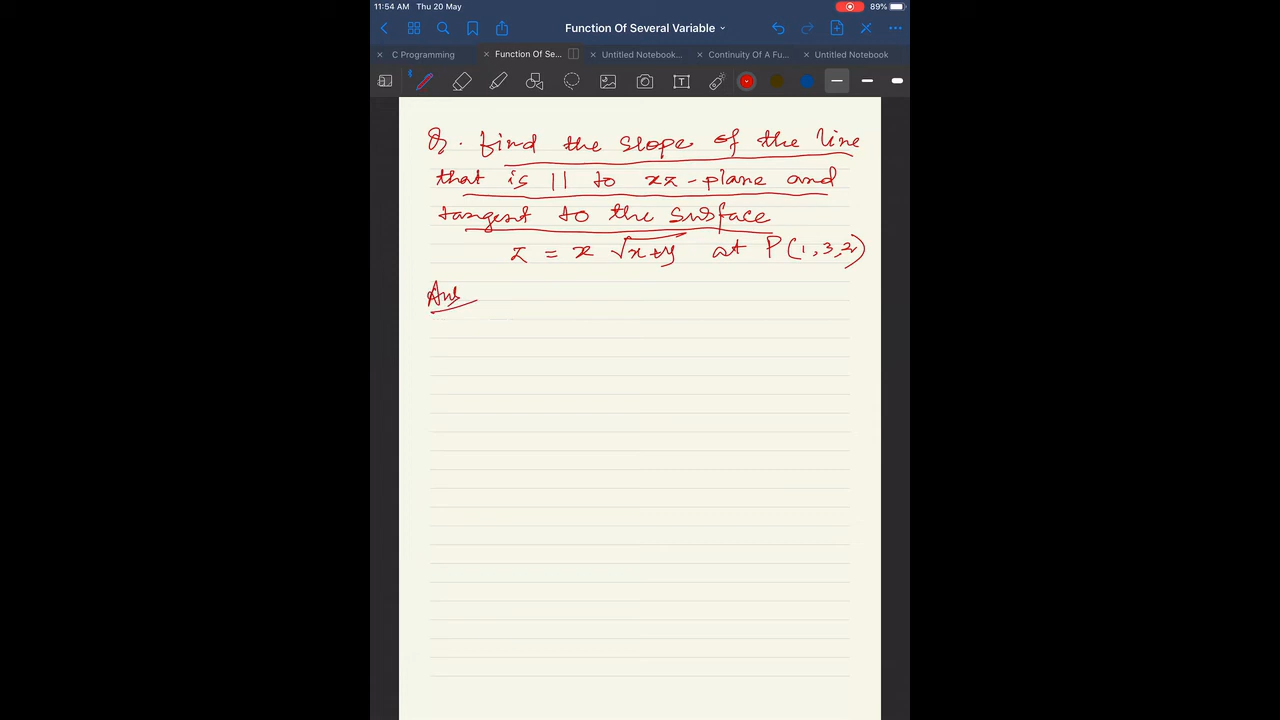 11:54 AM Thu 20 May 89%
Function Of Several Variable
C Programming Function Of Se... Untitled Notebook... Continuity Of A Fu... Untitled Notebook
T
Q. find the slope of the line
that is || to xz-plane and
tangent to the surface
z = x √x+y at P(1,3,2)
Ans